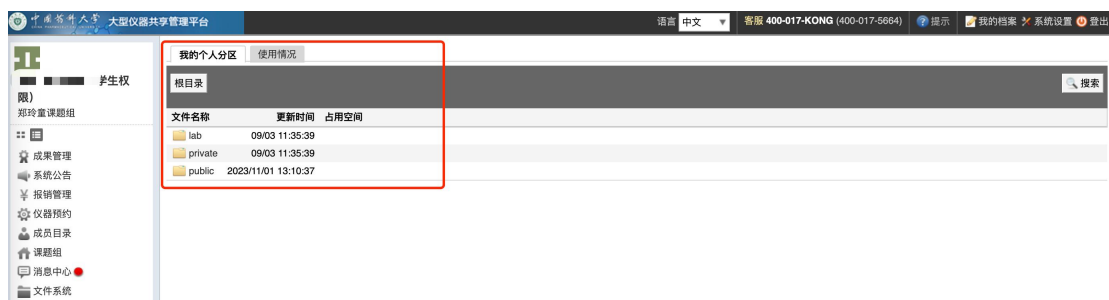 中国药科大学 大型仪器共享管理平台
语言 中文 客服 400-017-KONG (400-017-5664) 提示 我的档案 系统设置 登出
学生权
限)
郑玲童课题组
成果管理
系统公告
报销管理
仪器预约
成员目录
课题组
消息中心
文件系统
我的个人分区 使用情况
根目录 搜索
文件名称 更新时间 占用空间
lab 09/03 11:35:39
private 09/03 11:35:39
public 2023/11/01 13:10:37